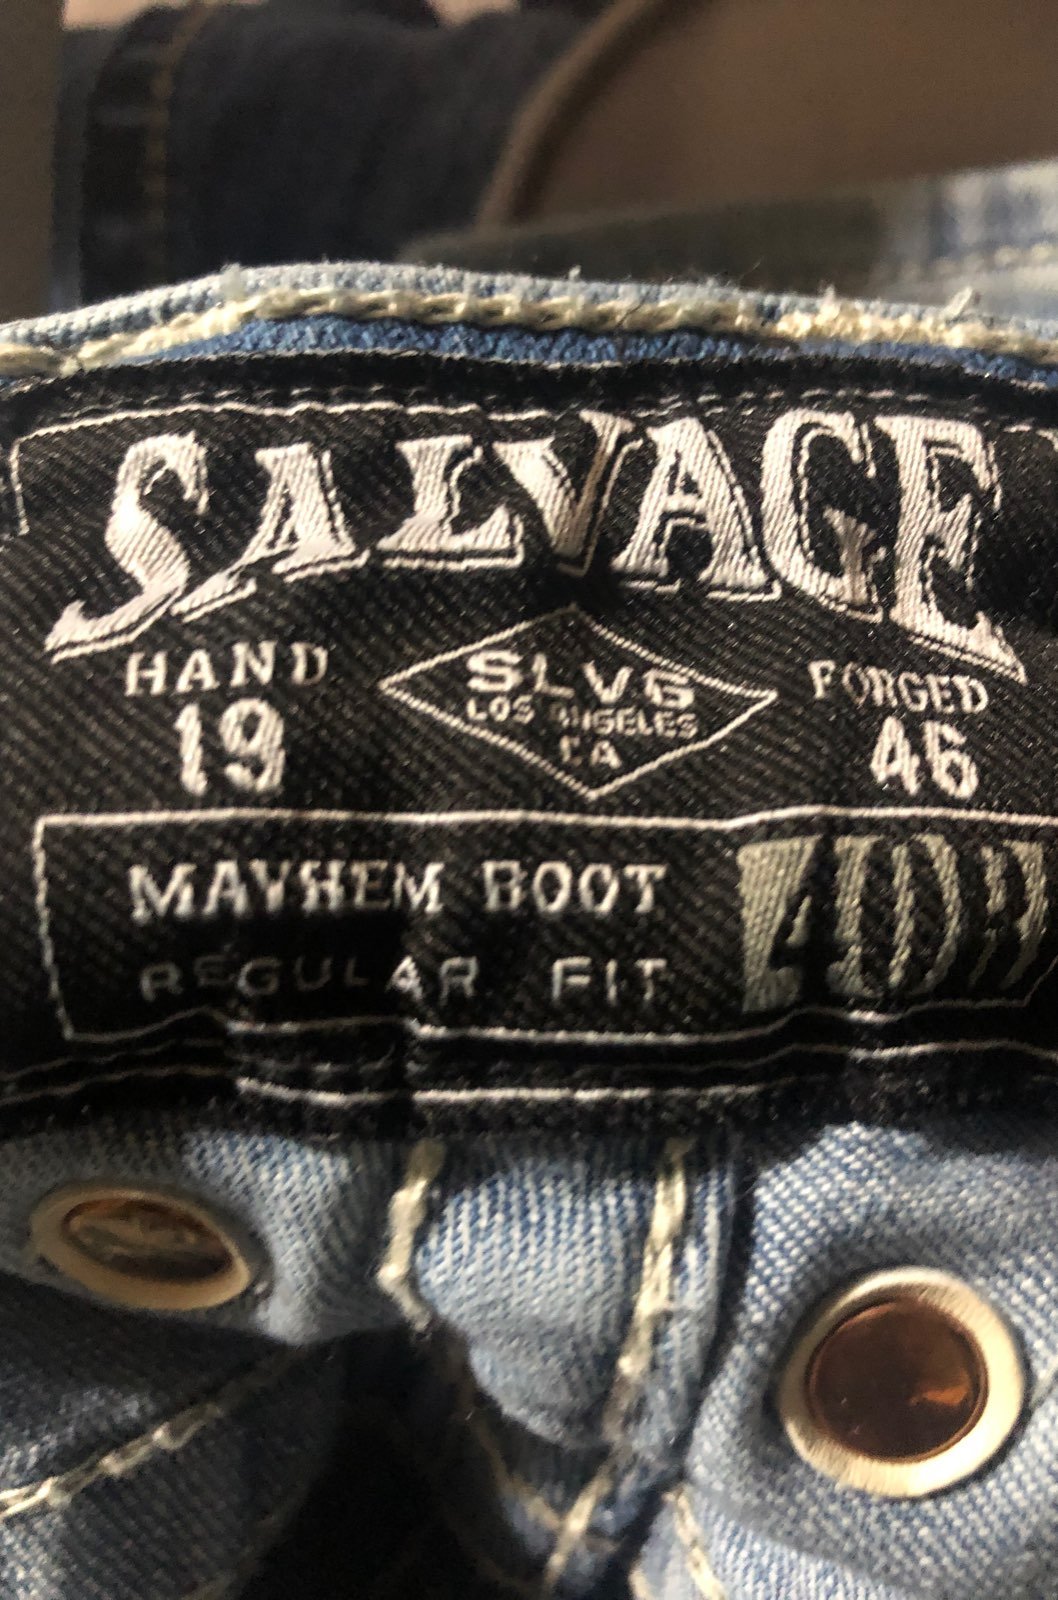 SALVAGE
HAND SLVG FORGED
19 LOS ANGELES 46
CA
MAYHEM BOOT
REGULAR FIT